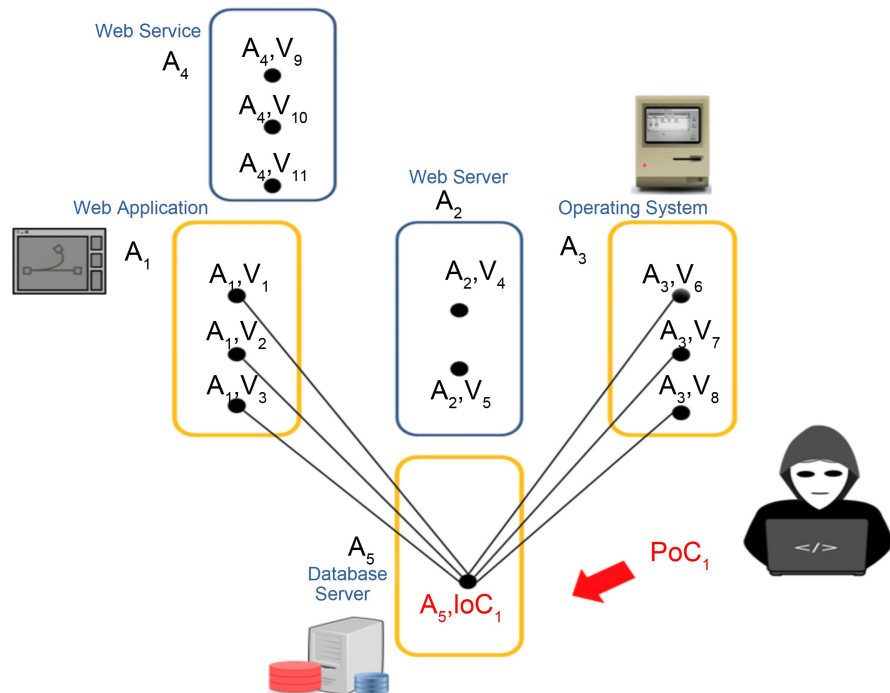 Web Service
A₄
A₄,V₉
A₄,V₁₀
A₄,V₁₁
Web Application
A₁
A₁,V₁
A₁,V₂
A₁,V₃
Web Server
A₂
A₂,V₄
A₂,V₅
Operating System
A₃
A₃,V₆
A₃,V₇
A₃,V₈
A₅
Database
Server
A₅,IoC₁
PoC₁
</>